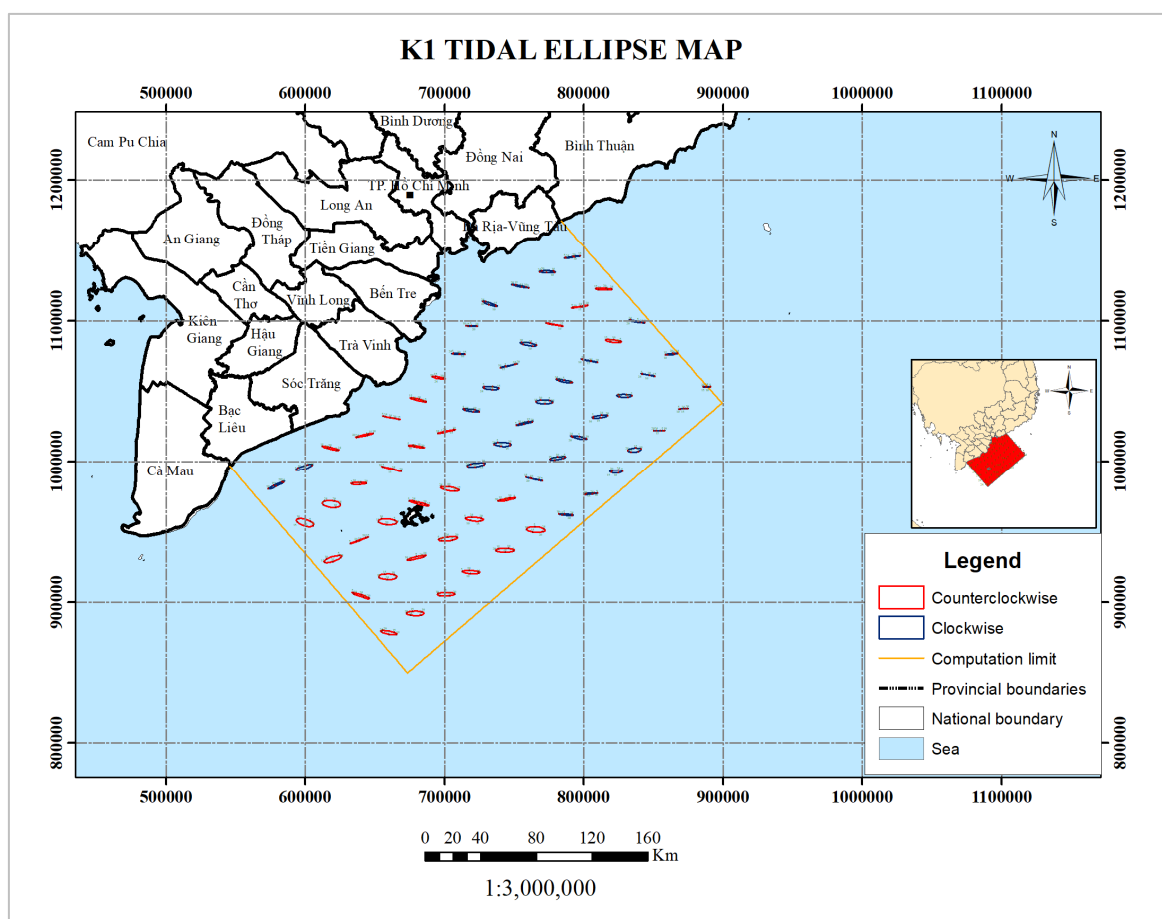 K1 TIDAL ELLIPSE MAP
500000 600000 700000 800000 900000 1000000 1100000
Cam Pu Chia
Bình Dương
Đồng Nai
Bình Thuận
TP. Hồ Chí Minh
Long An
Rịa-Vũng Tàu
Đồng
Tháp
An Giang
Tiền Giang
Cần
Thơ
Vĩnh Long
Bến Tre
Kiên
Giang
Hậu
Giang
Trà Vinh
Sóc Trăng
Bạc
Liêu
Cà Mau
1200000 1200000
1100000 1100000
1000000 1000000
900000 900000
800000 800000
N
W E
S
N
W E
S
Legend
Counterclockwise
Clockwise
Computation limit
Provincial boundaries
National boundary
Sea
500000 600000 700000 800000 900000 1000000 1100000
0 20 40 80 120 160
Km
1:3,000,000